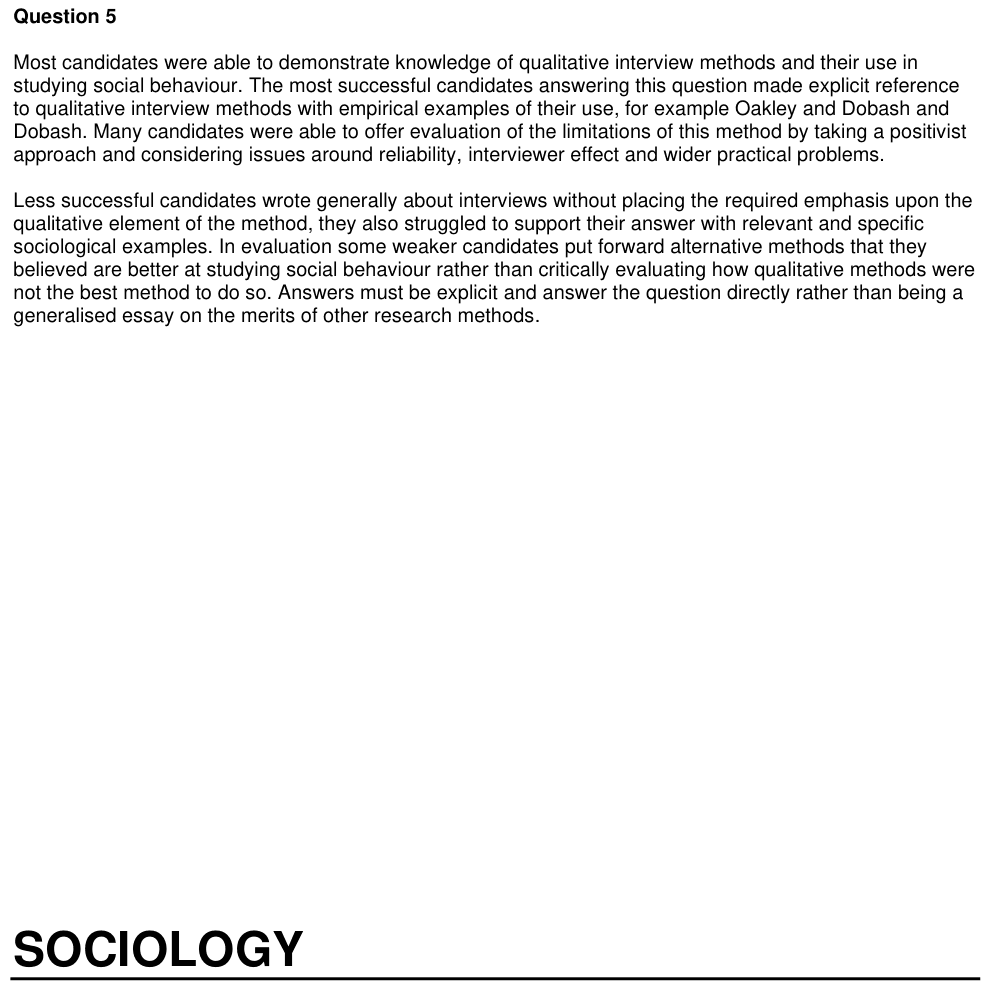 Question 5
Most candidates were able to demonstrate knowledge of qualitative interview methods and their use in
studying social behaviour. The most successful candidates answering this question made explicit reference
to qualitative interview methods with empirical examples of their use, for example Oakley and Dobash and
Dobash. Many candidates were able to offer evaluation of the limitations of this method by taking a positivist
approach and considering issues around reliability, interviewer effect and wider practical problems.
Less successful candidates wrote generally about interviews without placing the required emphasis upon the
qualitative element of the method, they also struggled to support their answer with relevant and specific
sociological examples. In evaluation some weaker candidates put forward alternative methods that they
believed are better at studying social behaviour rather than critically evaluating how qualitative methods were
not the best method to do so. Answers must be explicit and answer the question directly rather than being a
generalised essay on the merits of other research methods.
SOCIOLOGY